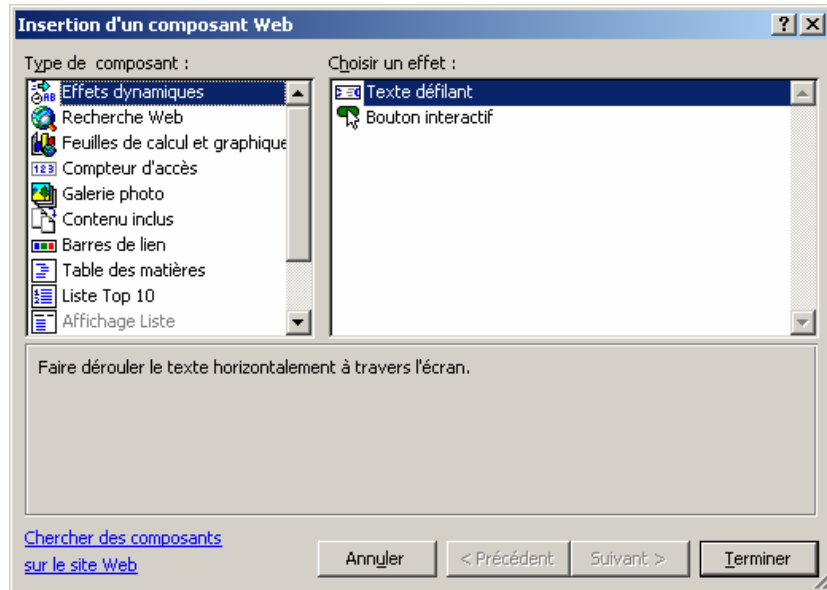 Insertion d'un composant Web
Type de composant :
Effets dynamiques
Recherche Web
Feuilles de calcul et graphique
123 Compteur d'accès
Galerie photo
Contenu inclus
Barres de lien
Table des matières
Liste Top 10
Affichage Liste
Choisir un effet :
Texte défilant
Bouton interactif
Faire dérouler le texte horizontalement à travers l'écran.
Chercher des composants
sur le site Web
Annuler
< Précédent
Suivant >
Terminer